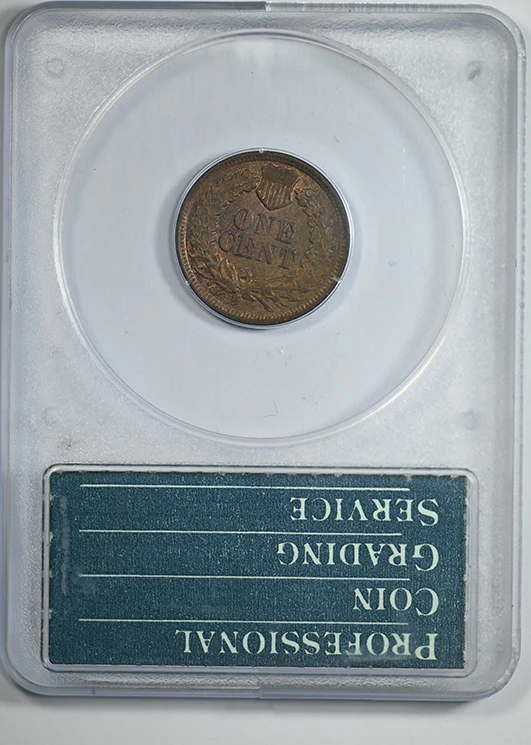 ONE
CENT
PROFESSIONAL
COIN
GRADING
SERVICE